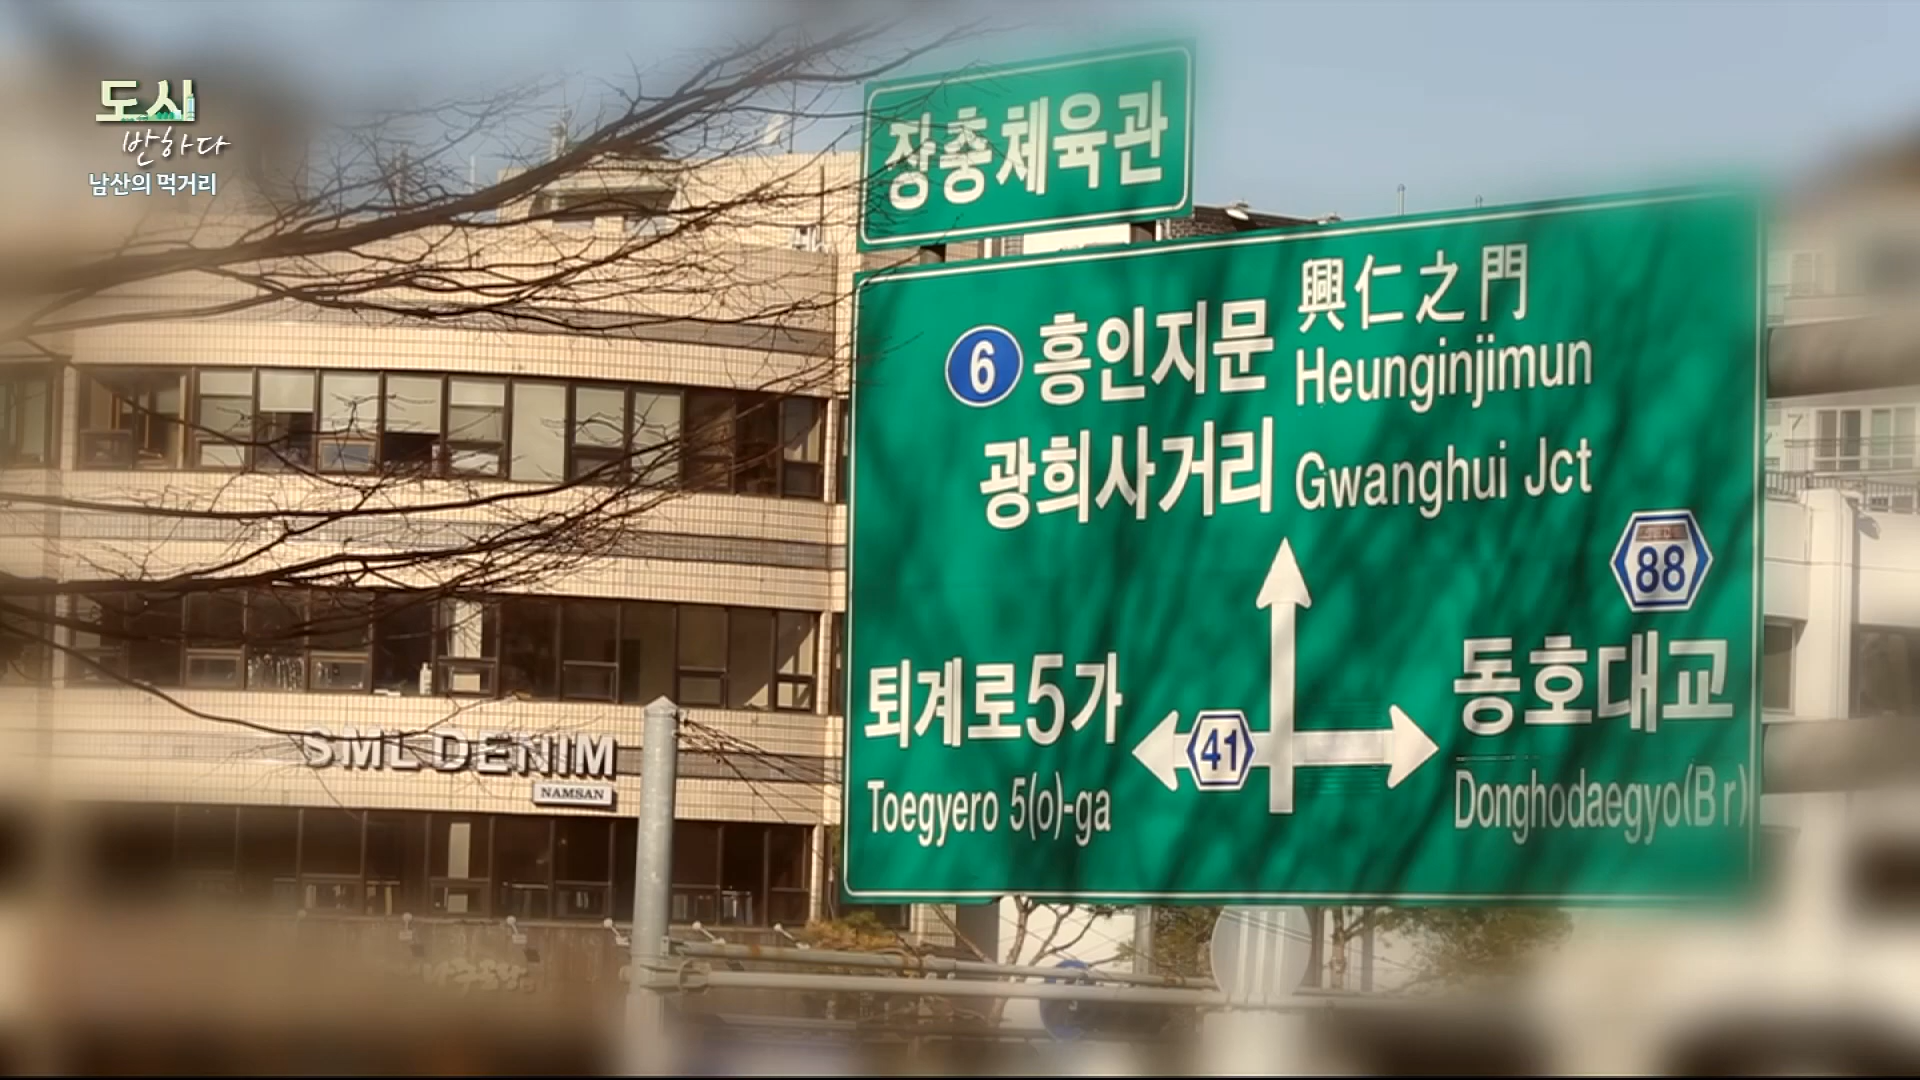 도시
반하다
남산의 먹거리
장충체육관
興仁之門
6 흥인지문 Heunginjimun
광희사거리 Gwanghui Jct
88
퇴계로5가 41 동호대교
Toegyero 5(o)-ga Donghodaegyo(Br)
SML DENIM
NAMSAN